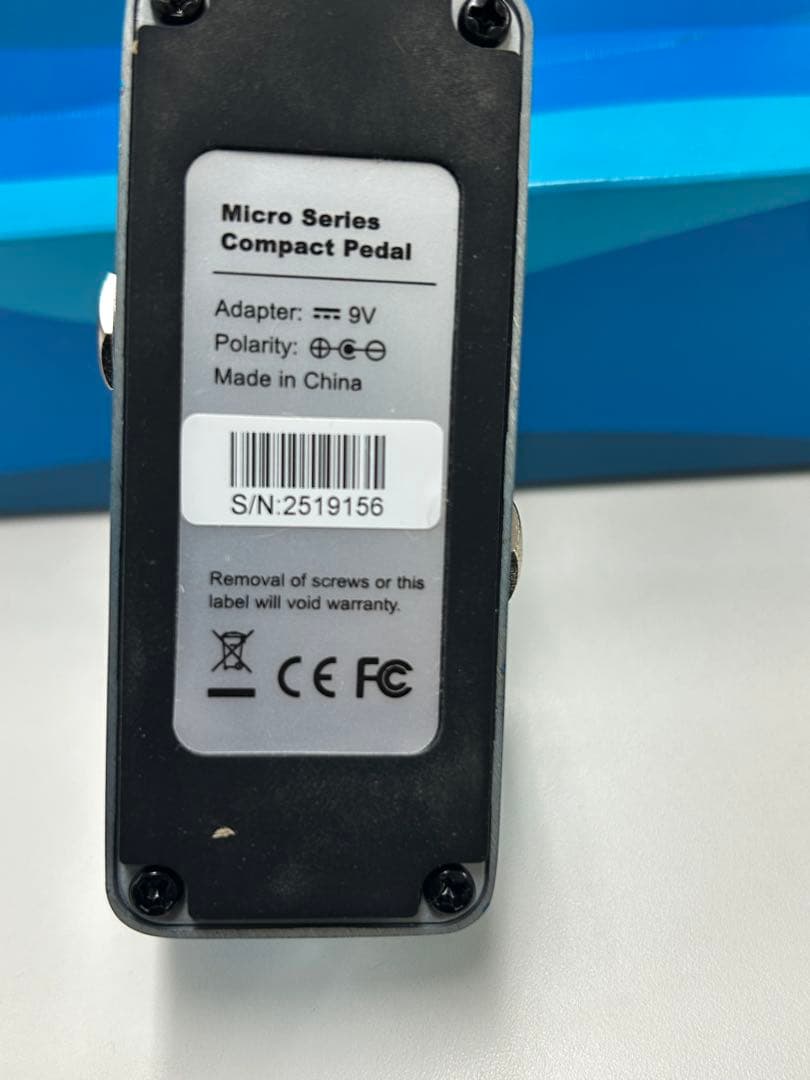 Micro Series
Compact Pedal
Adapter: ⎓ 9V
Polarity:
Made in China
S/N:2519156
Removal of screws or this
label will void warranty.
CE FC